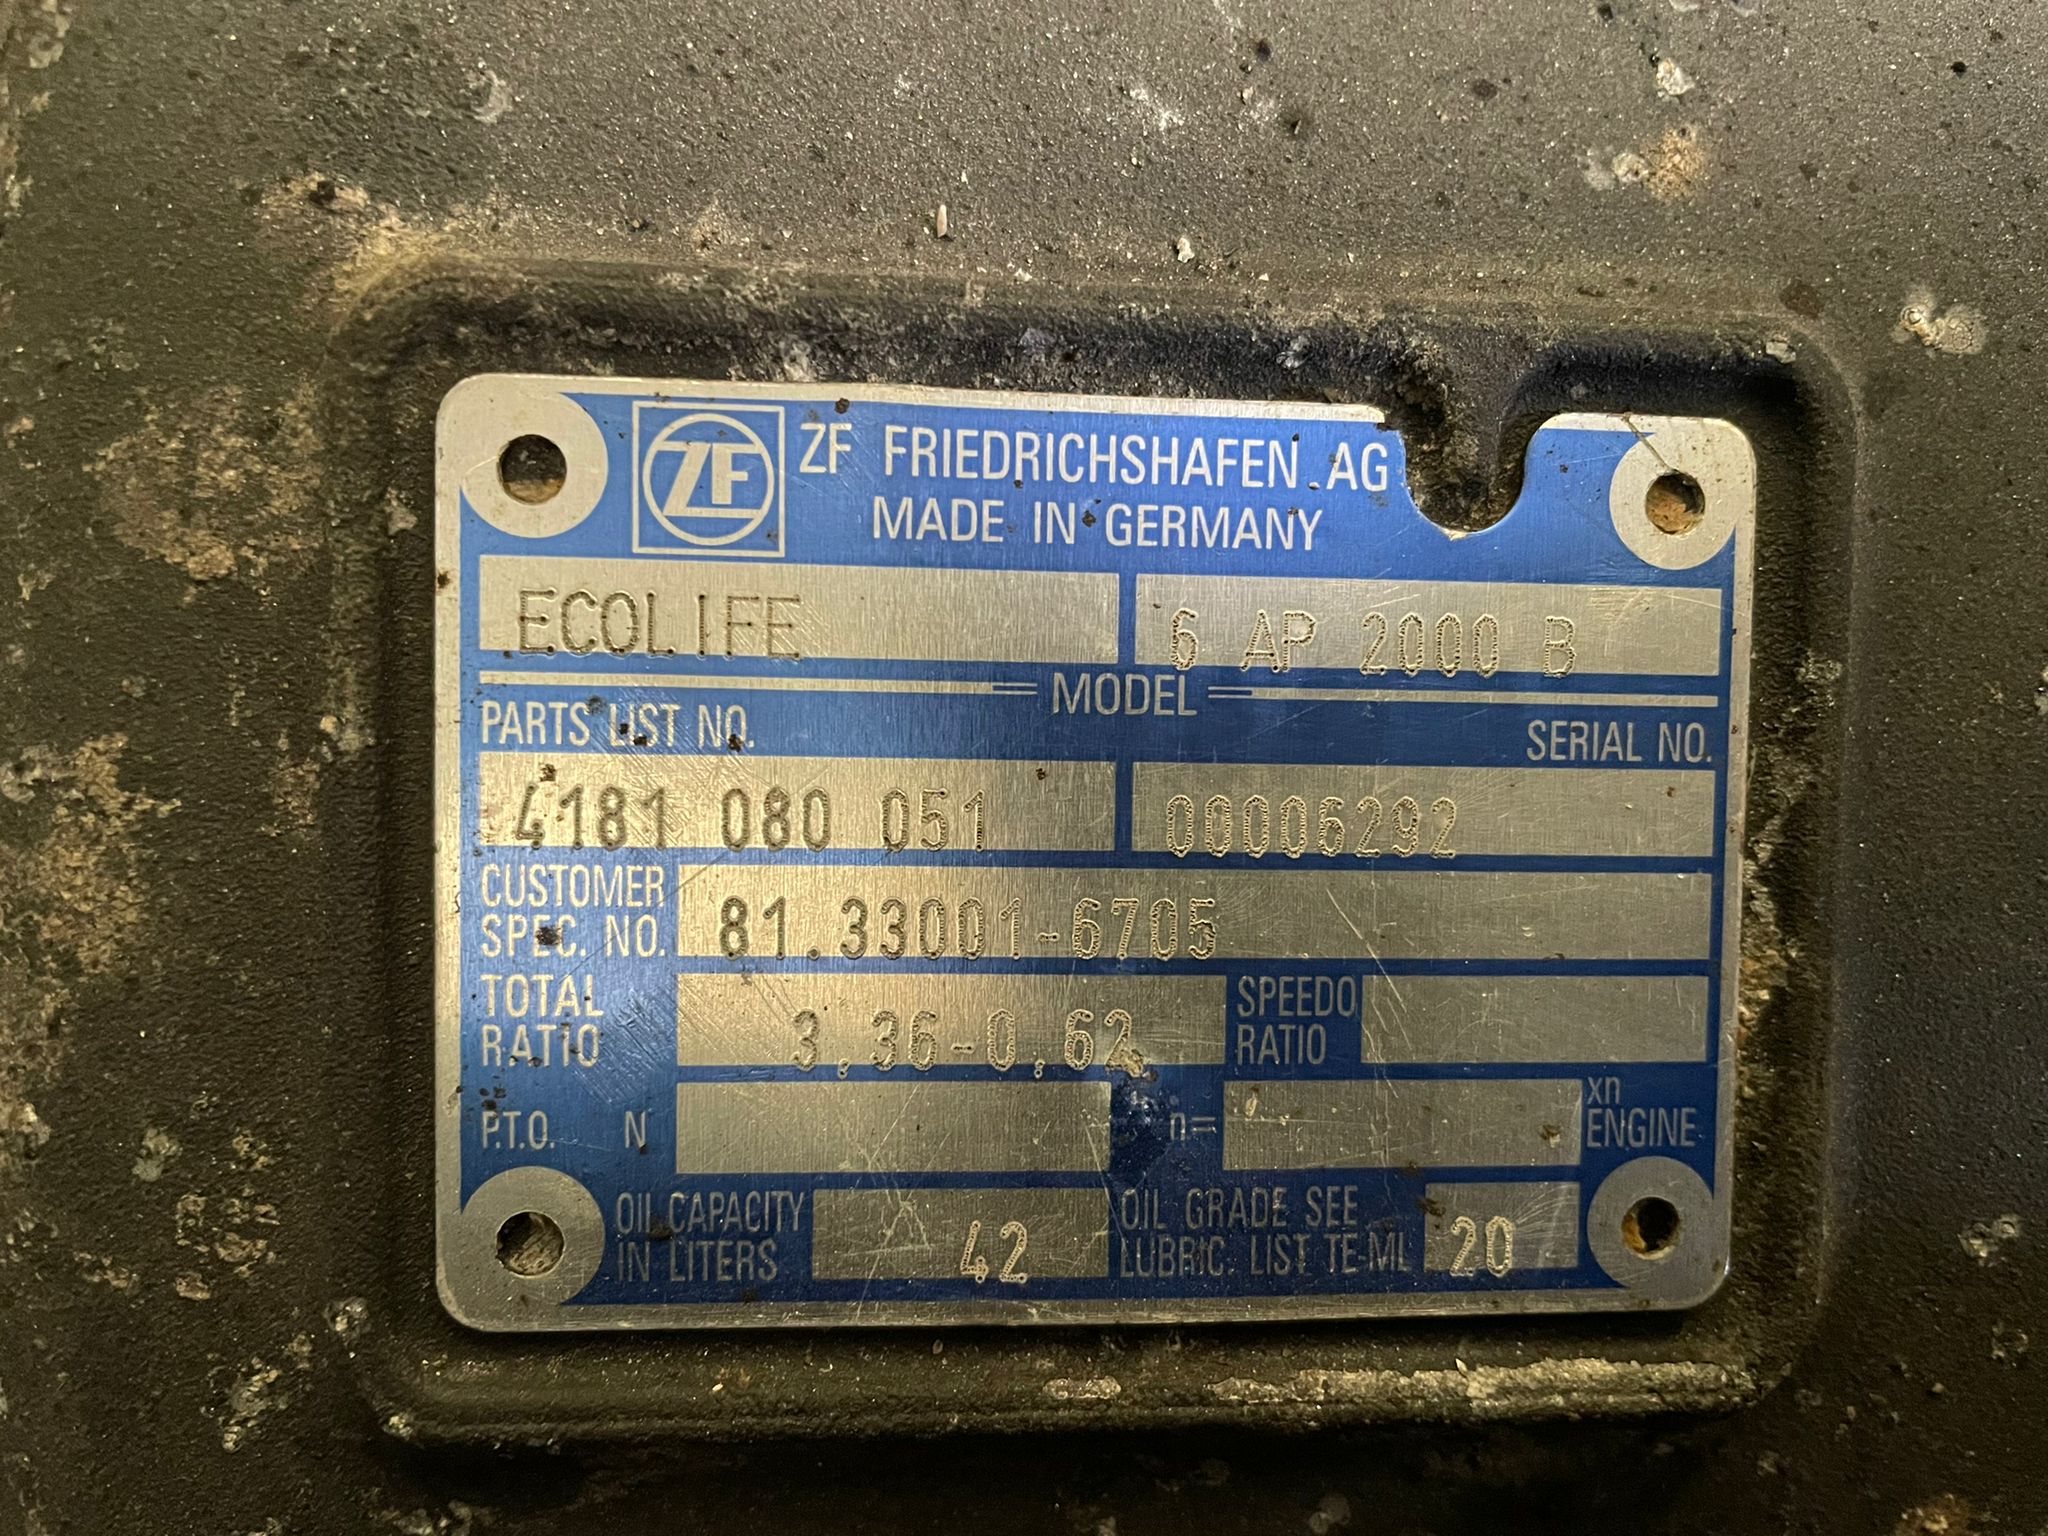 ZF
ZF FRIEDRICHSHAFEN AG
MADE IN GERMANY
ECOLIFE 6 AP 2000 B
MODEL
PARTS LIST NO. SERIAL NO.
4181 080 051 00006292
CUSTOMER
SPEC. NO. 81.33001-6705
TOTAL
RATIO 3,36-0,62 SPEEDO
RATIO
P.T.O. N n= xn
ENGINE
OIL CAPACITY
IN LITERS 42 OIL GRADE SEE
LUBRIC. LIST TE-ML 20